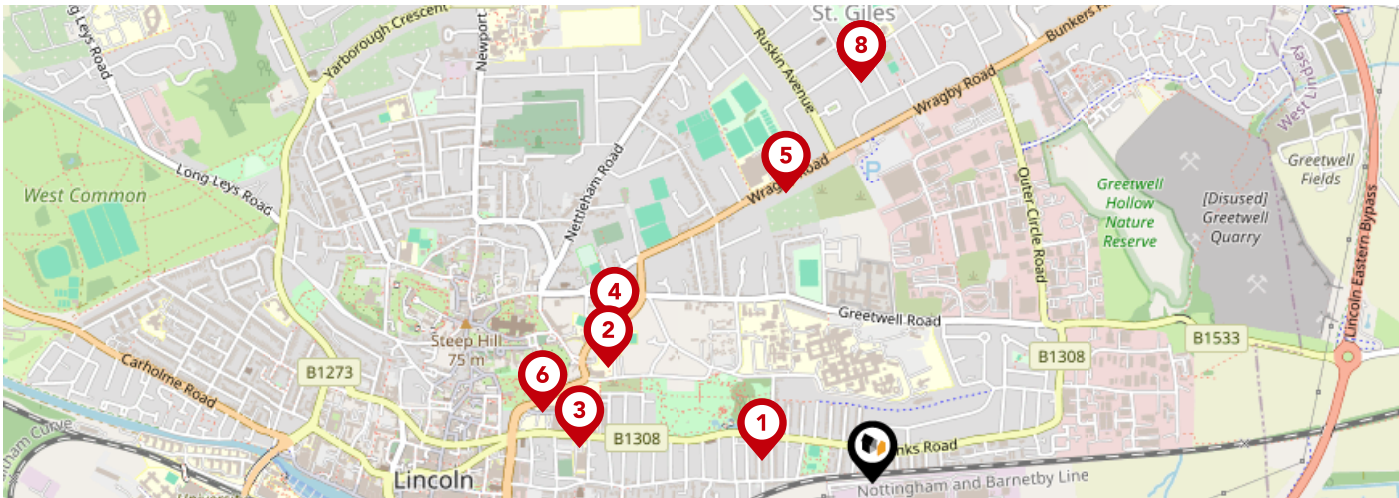 g Leys Road
Yarborough Crescent
Newport
St. Giles
8
Ruskin Avenue
Bunkers H
Wragby Road
West Lindsey
5
Wragby Road
Nettleham Road
Long Leys Road
West Common
Greetwell
Hollow
Nature
Reserve
[Disused]
Greetwell
Quarry
Greetwell
Fields
P
Outer Circle Road
Lincoln Eastern Bypass
4
2
Greetwell Road
Steep Hill
75 m
B1533
B1308
B1273
Carholme Road
6
3
1
B1308
nks Road
Lincoln
Nottingham and Barnetby Line